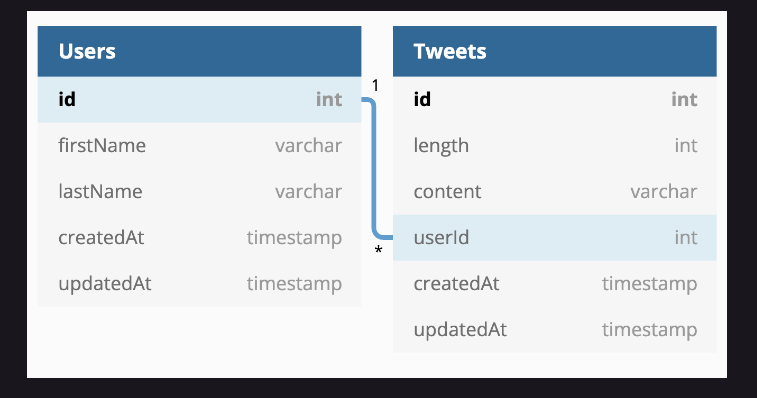 Users
id int
firstName varchar
lastName varchar
createdAt timestamp
updatedAt timestamp
1
*
Tweets
id int
length int
content varchar
userId int
createdAt timestamp
updatedAt timestamp